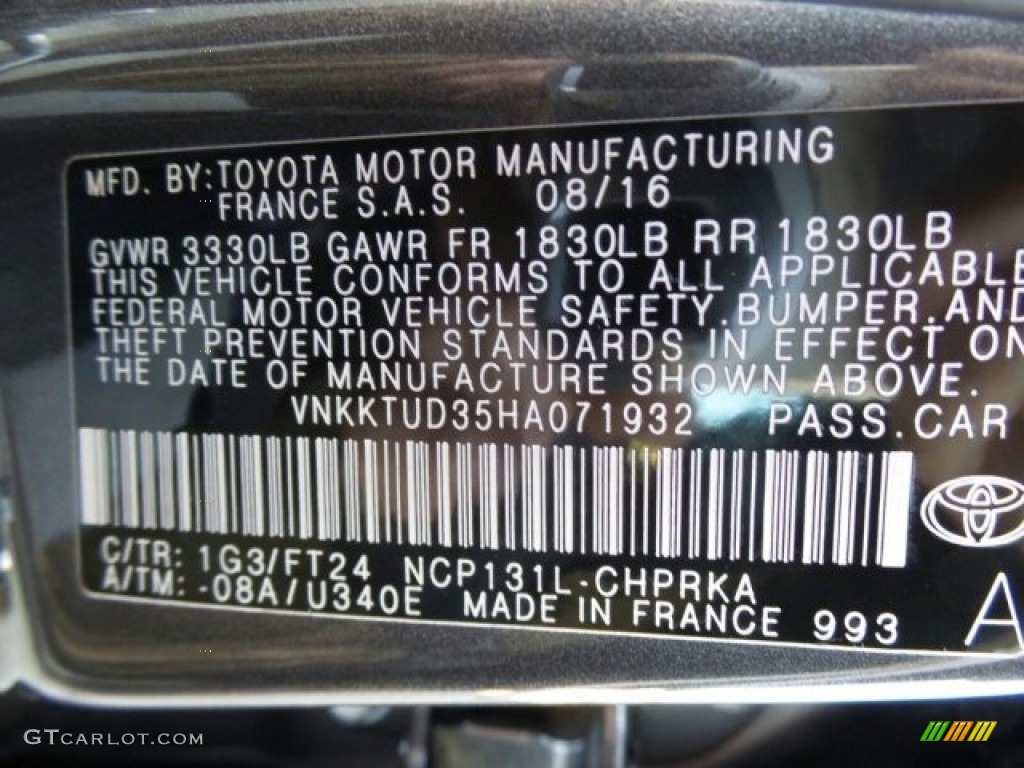 MFD. BY:TOYOTA MOTOR MANUFACTURING
FRANCE S.A.S. 08/16
GVWR 3330LB GAWR FR 1830LB RR 1830LB
THIS VEHICLE CONFORMS TO ALL APPLICABLE
FEDERAL MOTOR VEHICLE SAFETY.BUMPER.AND
THEFT PREVENTION STANDARDS IN EFFECT ON
THE DATE OF MANUFACTURE SHOWN ABOVE.
VNKKTUD35HA071932 PASS.CAR
C/TR: 1G3/FT24 NCP131L-CHPRKA
A/TM: -08A/U340E MADE IN FRANCE 993
A
GTCARLOT.COM